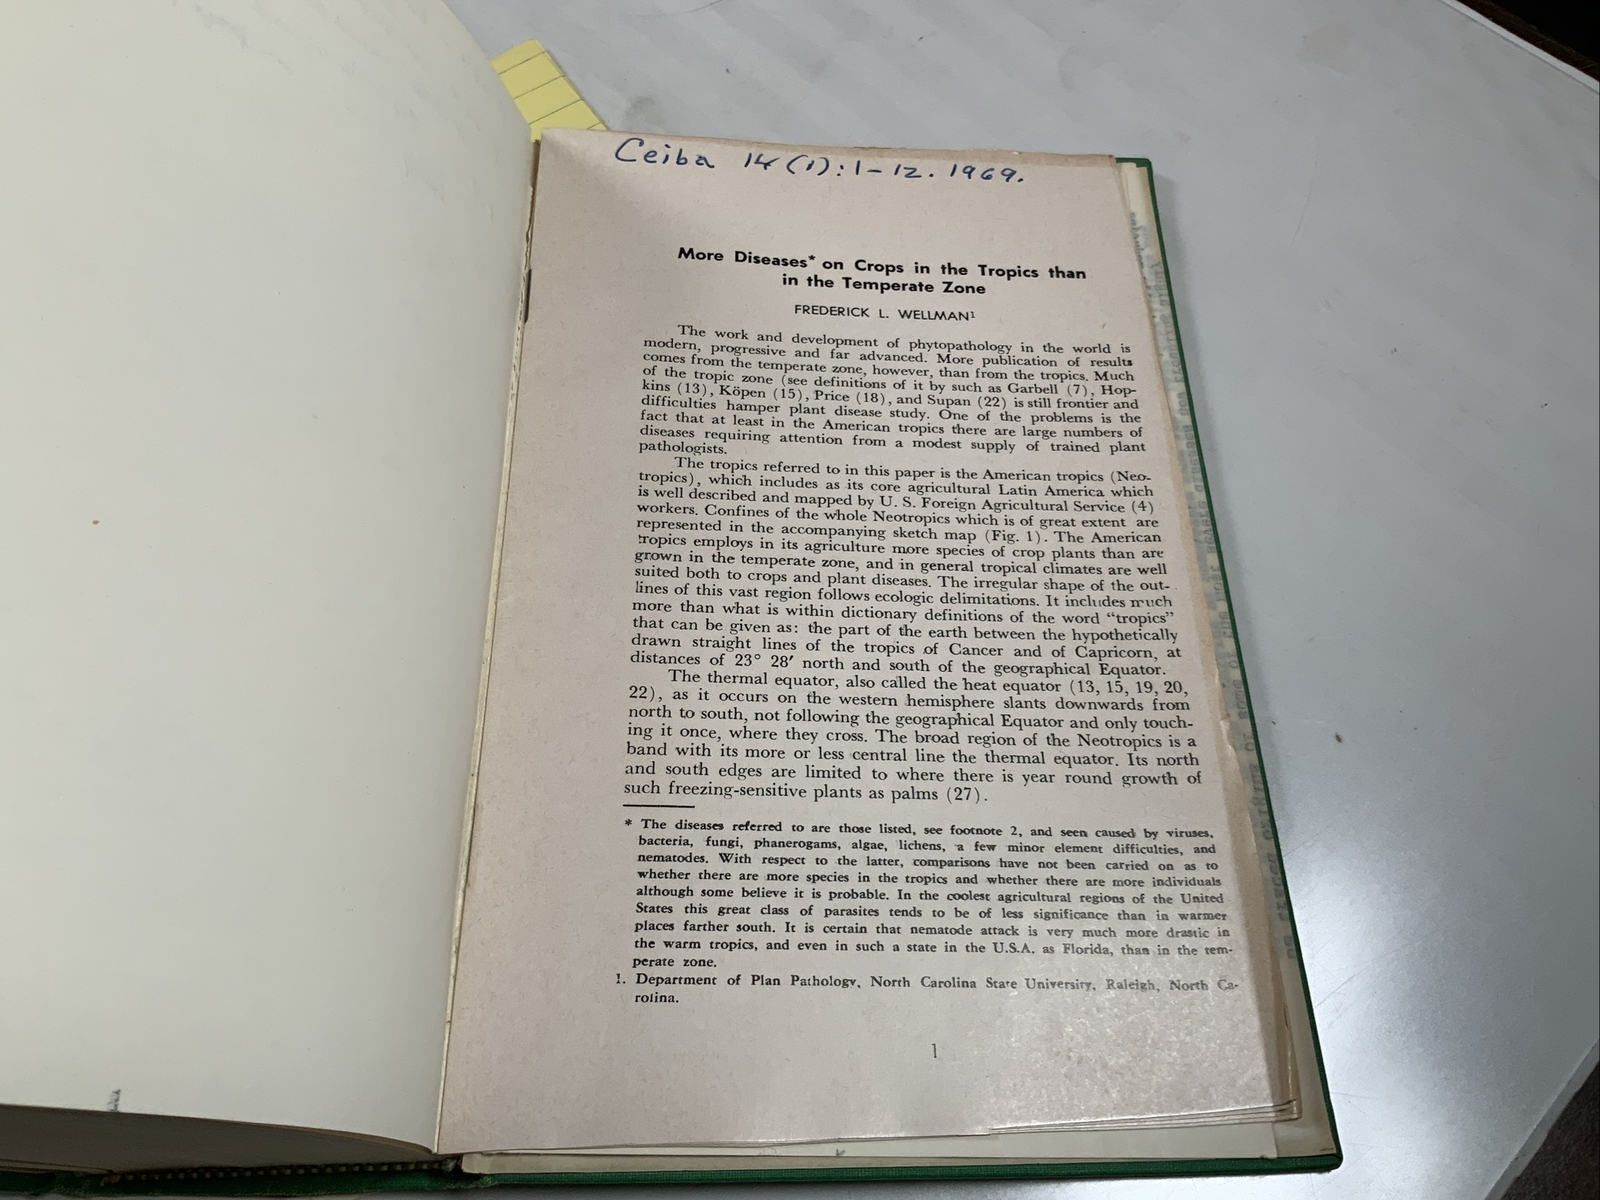 Ceiba 14(1):1-12. 1969.
More Diseases* on Crops in the Tropics than
in the Temperate Zone
FREDERICK L. WELLMAN1
The work and development of phytopathology in the world is
modern, progressive and far advanced. More publication of results
comes from the temperate zone, however, than from the tropics. Much
of the tropic zone (see definitions of it by such as Garbell (7), Hop-
kins (13), Köpen (15), Price (18), and Supan (22) is still frontier and
difficulties hamper plant disease study. One of the problems is the
fact that at least in the American tropics there are large numbers of
diseases requiring attention from a modest supply of trained plant
pathologists.
The tropics referred to in this paper is the American tropics (Neo-
tropics), which includes as its core agricultural Latin America which
is well described and mapped by U. S. Foreign Agricultural Service (4)
workers. Confines of the whole Neotropics which is of great extent are
represented in the accompanying sketch map (Fig. 1). The American
tropics employs in its agriculture more species of crop plants than are
grown in the temperate zone, and in general tropical climates are well
suited both to crops and plant diseases. The irregular shape of the out-
lines of this vast region follows ecologic delimitations. It includes much
more than what is within dictionary definitions of the word “tropics”
that can be given as: the part of the earth between the hypothetically
drawn straight lines of the tropics of Cancer and of Capricorn, at
distances of 23° 28′ north and south of the geographical Equator.
The thermal equator, also called the heat equator (13, 15, 19, 20,
22), as it occurs on the western hemisphere slants downwards from
north to south, not following the geographical Equator and only touch-
ing it once, where they cross. The broad region of the Neotropics is a
band with its more or less central line the thermal equator. Its north
and south edges are limited to where there is year round growth of
such freezing-sensitive plants as palms (27).
* The diseases referred to are those listed, see footnote 2, and seen caused by viruses,
bacteria, fungi, phanerogams, algae, lichens, a few minor element difficulties, and
nematodes. With respect to the latter, comparisons have not been carried on as to
whether there are more species in the tropics and whether there are more individuals
although some believe it is probable. In the coolest agricultural regions of the United
States this great class of parasites tends to be of less significance than in warmer
places farther south. It is certain that nematode attack is very much more drastic in
the warm tropics, and even in such a state in the U.S.A. as Florida, than in the tem-
perate zone.
1. Department of Plan Pathology, North Carolina State University, Raleigh, North Ca-
rolina.
1